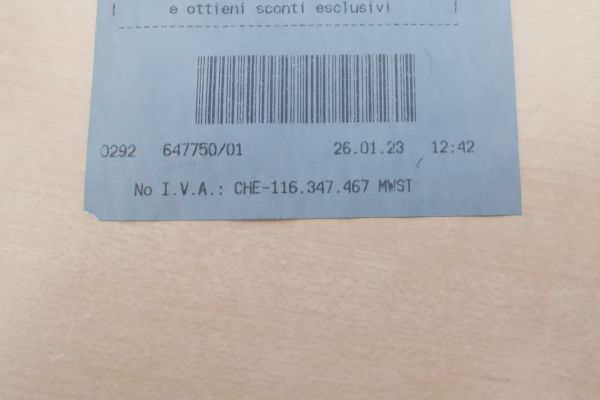 e ottieni sconti esclusivi
0292 647750/01 26.01.23 12:42
No I.V.A.: CHE-116.347.467 MWST